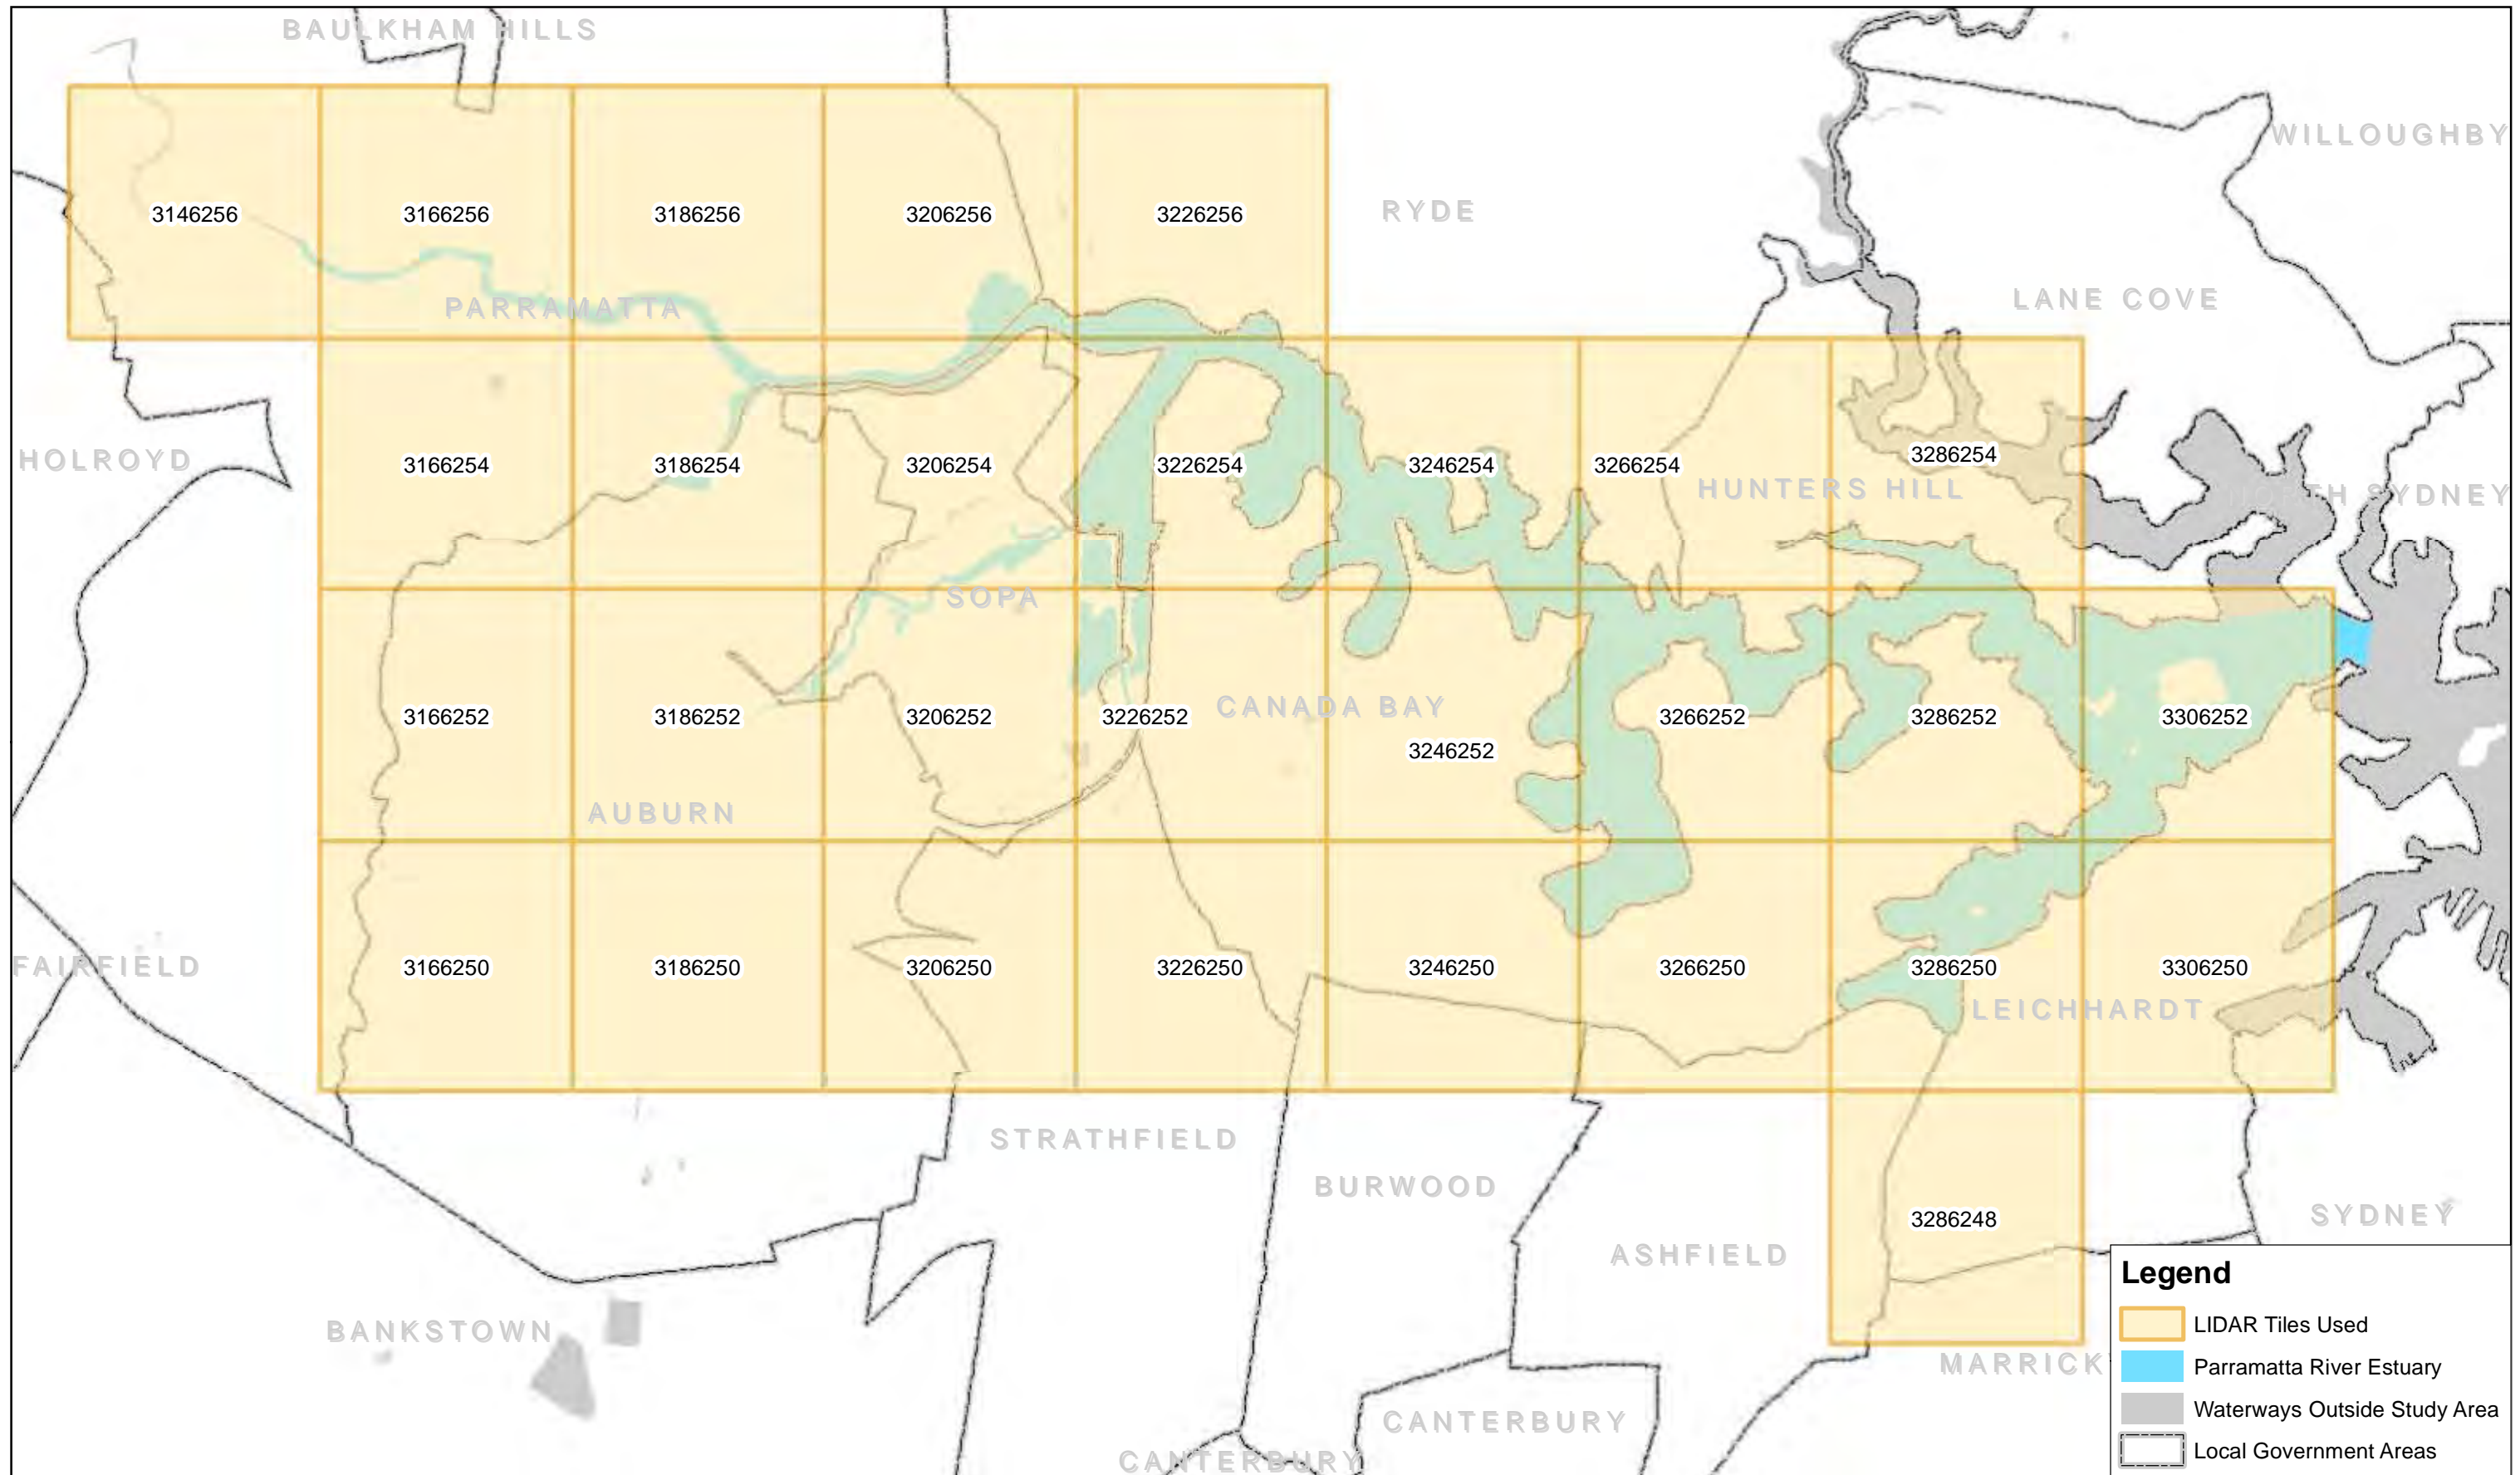 BAULKHAM HILLS
WILLOUGHBY
3146256
3166256
3186256
3206256
3226256
RYDE
PARRAMATTA
LANE COVE
HOLROYD
3166254
3186254
3206254
3226254
3246254
3266254
3286254
HUNTERS HILL
SYDNEY
SOPA
3166252
3186252
3206252
3226252
CANADA BAY
3246252
3266252
3286252
3306252
AUBURN
FAIRFIELD
3166250
3186250
3206250
3226250
3246250
3266250
3286250
3306250
LEICHHARDT
STRATHFIELD
BURWOOD
3286248
SYDNEY
ASHFIELD
BANKSTOWN
MARRICK
CANTERBURY
CANTERBURY
Legend
LIDAR Tiles Used
Parramatta River Estuary
Waterways Outside Study Area
Local Government Areas